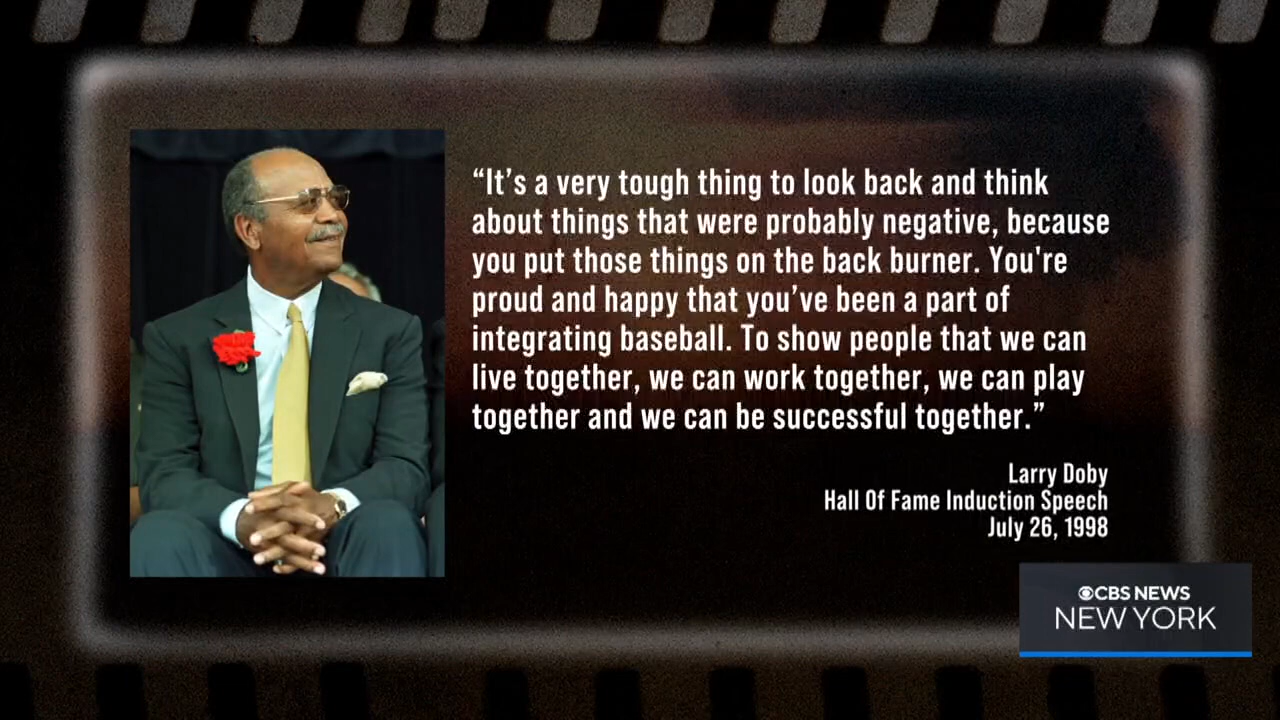 “It’s a very tough thing to look back and think
about things that were probably negative, because
you put those things on the back burner. You're
proud and happy that you’ve been a part of
integrating baseball. To show people that we can
live together, we can work together, we can play
together and we can be successful together.”
Larry Doby
Hall Of Fame Induction Speech
July 26, 1998
CBS NEWS
NEW YORK